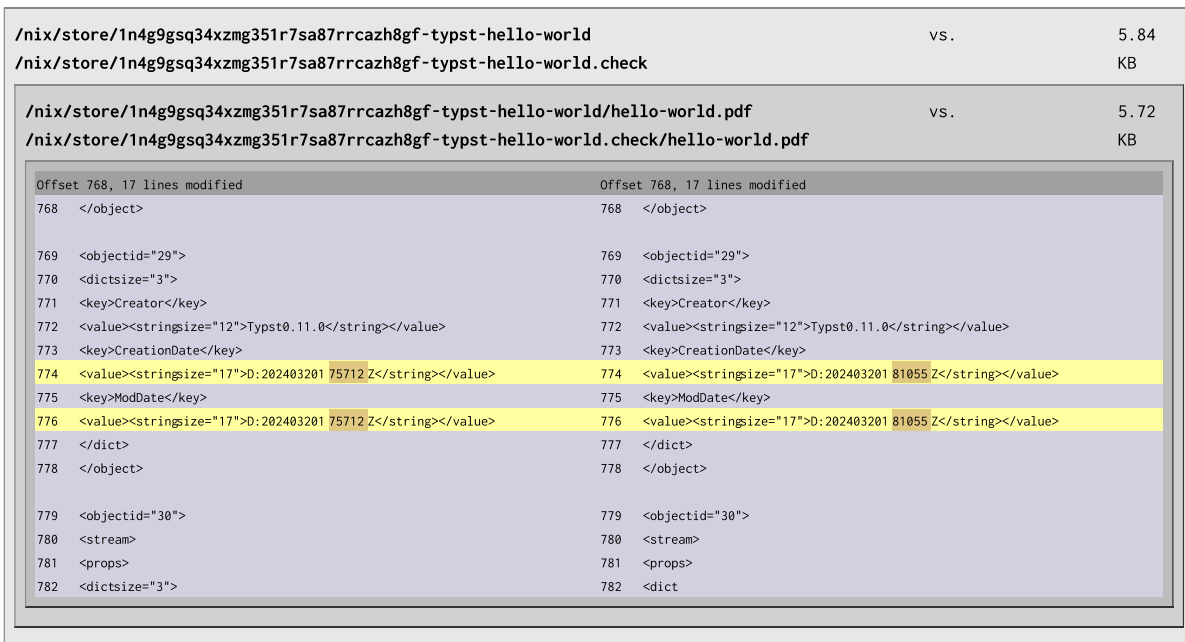 /nix/store/1n4g9gsq34xzmg351r7sa87rrcazh8gf-typst-hello-world vs. 5.84
/nix/store/1n4g9gsq34xzmg351r7sa87rrcazh8gf-typst-hello-world.check KB
/nix/store/1n4g9gsq34xzmg351r7sa87rrcazh8gf-typst-hello-world/hello-world.pdf vs. 5.72
/nix/store/1n4g9gsq34xzmg351r7sa87rrcazh8gf-typst-hello-world.check/hello-world.pdf KB
Offset 768, 17 lines modified Offset 768, 17 lines modified
768 </object> 768 </object>
769 <objectid="29"> 769 <objectid="29">
770 <dictsize="3"> 770 <dictsize="3">
771 <key>Creator</key> 771 <key>Creator</key>
772 <value><stringsize="12">Typst0.11.0</string></value> 772 <value><stringsize="12">Typst0.11.0</string></value>
773 <key>CreationDate</key> 773 <key>CreationDate</key>
774 <value><stringsize="17">D:20240320175712Z</string></value> 774 <value><stringsize="17">D:20240320181055Z</string></value>
775 <key>ModDate</key> 775 <key>ModDate</key>
776 <value><stringsize="17">D:20240320175712Z</string></value> 776 <value><stringsize="17">D:20240320181055Z</string></value>
777 </dict> 777 </dict>
778 </object> 778 </object>
779 <objectid="30"> 779 <objectid="30">
780 <stream> 780 <stream>
781 <props> 781 <props>
782 <dictsize="3"> 782 <dict